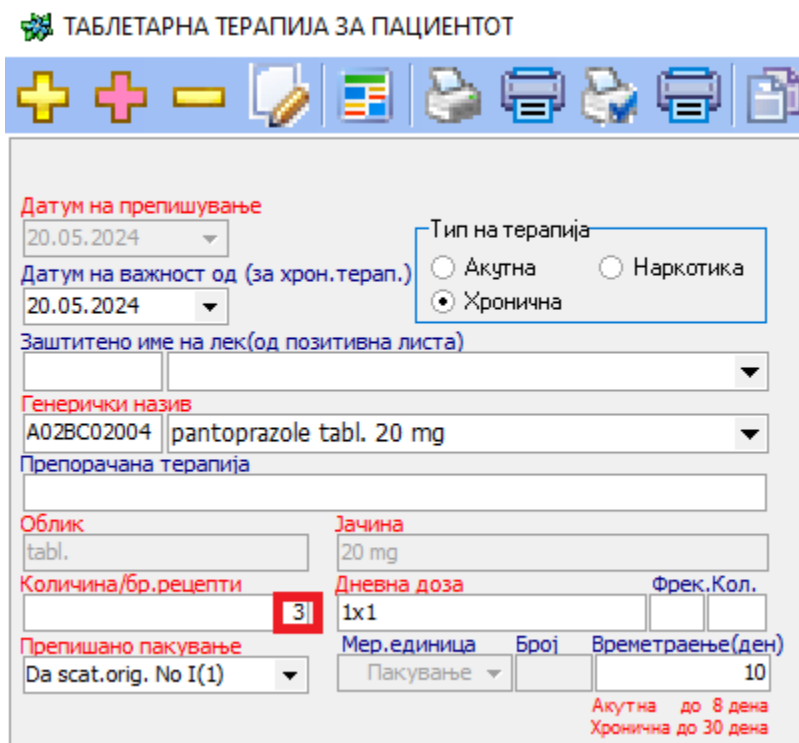 ТАБЛЕТАРНА ТЕРАПИЈА ЗА ПАЦИЕНТОТ
Датум на препишување
20.05.2024
Тип на терапија
Акутна
Наркотика
Хронична
Датум на важност од (за хрон.терап.)
20.05.2024
Заштитено име на лек(од позитивна листа)
Генерички назив
A02BC02004 pantoprazole tabl. 20 mg
Препорачана терапија
Облик
Јачина
tabl.
20 mg
Количина/бр.рецепти
Дневна доза
Фрек.Кол.
3
1x1
Препишано пакување
Мер.единица
Број
Времетраење(ден)
Da scat.orig. No I(1)
Пакување
10
Акутна до 8 дена
Хронична до 30 дена